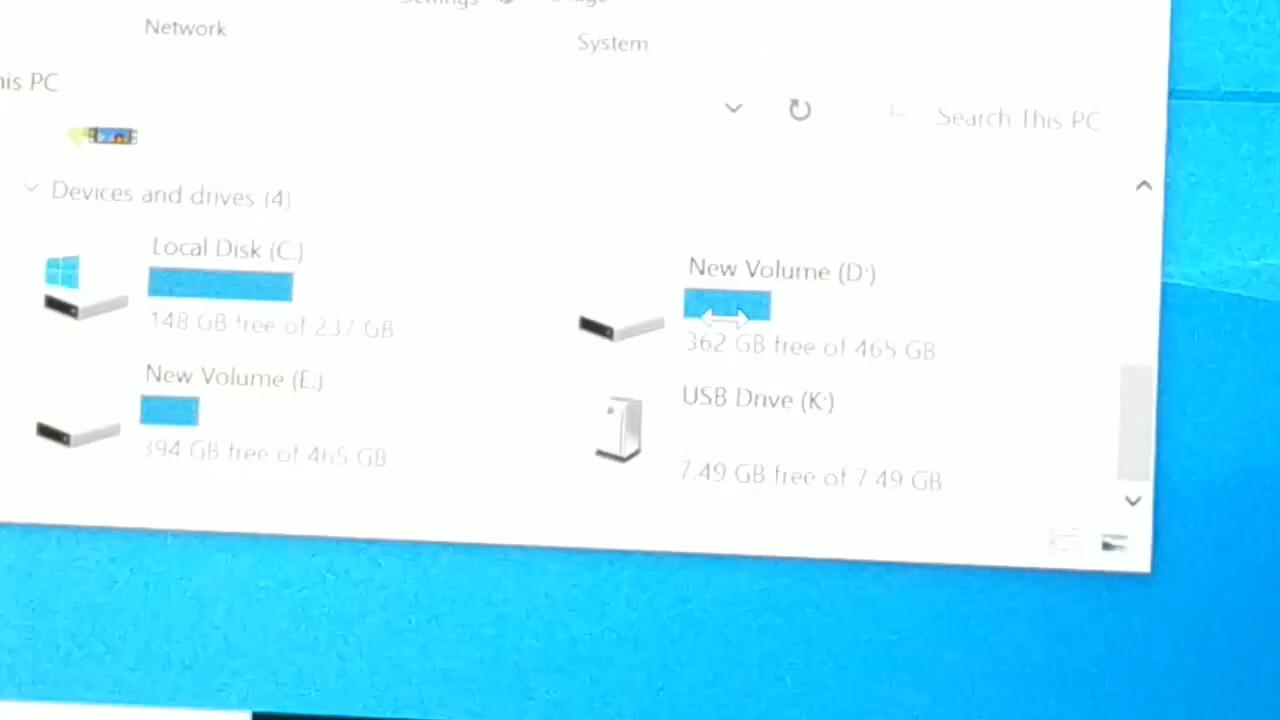 Network
System
his PC
Search This PC
Devices and drives (4)
Local Disk (C:)
148 GB free of 237 GB
New Volume (D:)
362 GB free of 465 GB
New Volume (E:)
394 GB free of 465 GB
USB Drive (K:)
7.49 GB free of 7.49 GB